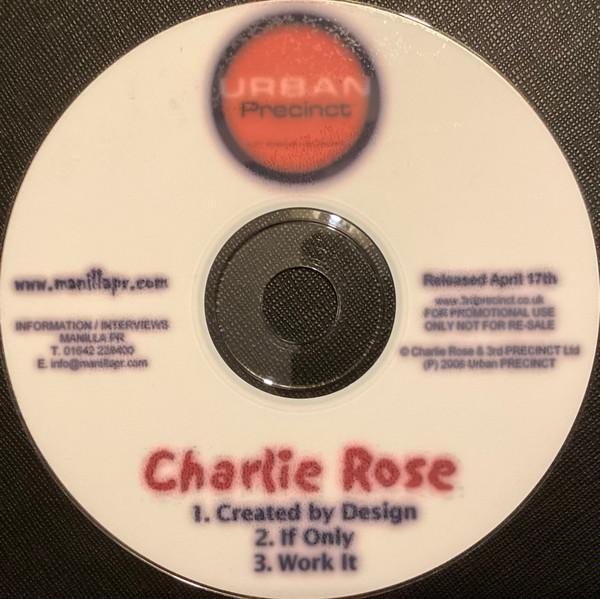 URBAN
Precinct
www.manillapr.com
INFORMATION / INTERVIEWS
MANILLA PR
T. 01642 228400
E. info@manillapr.com
Released April 17th
www.3rdprecinct.co.uk
FOR PROMOTIONAL USE
ONLY NOT FOR RE-SALE
© Charlie Rose & 3rd PRECINCT Ltd
(P) 2006 Urban PRECINCT
Charlie Rose
1. Created by Design
2. If Only
3. Work It